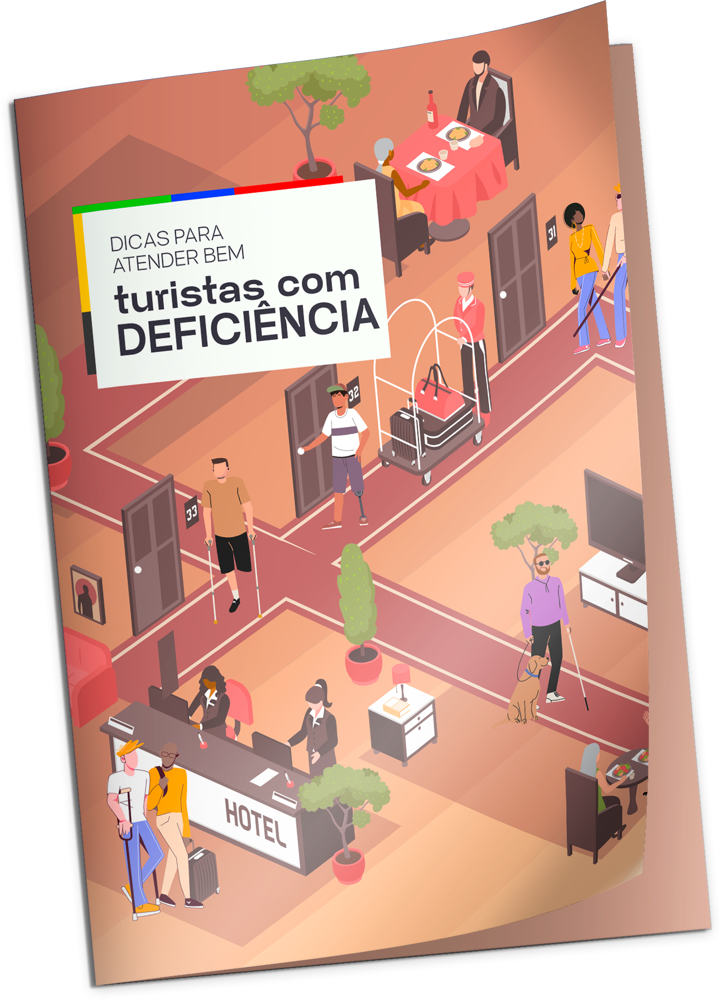 DICAS PARA
ATENDER BEM
turistas com
DEFICIÊNCIA
31
32
33
HOTEL